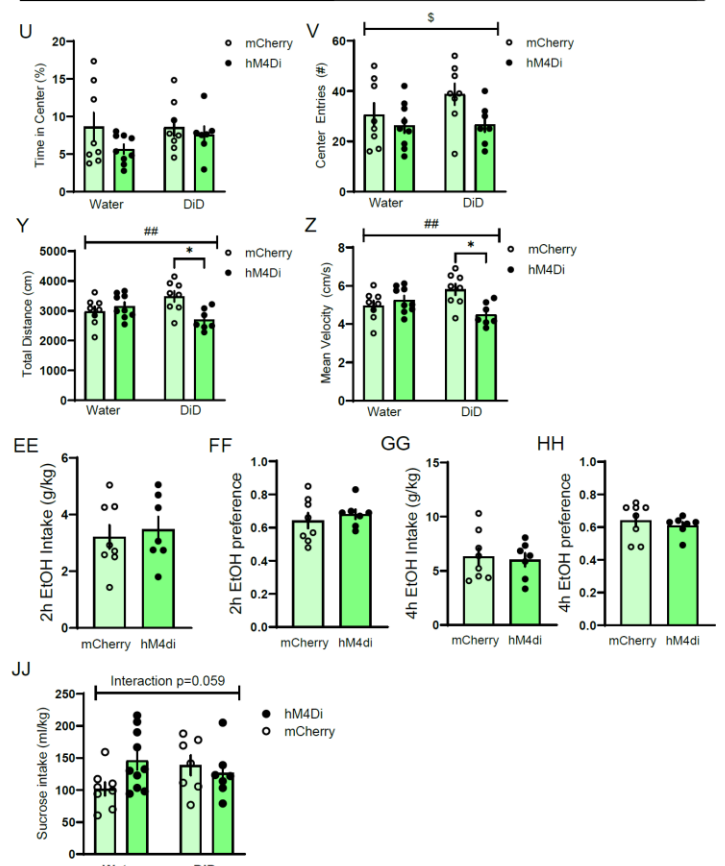 U
mCherry
hM4Di
Time in Center (%)
20
15
10
5
0
Water
DiD
V
$
mCherry
hM4Di
Center Entries (#)
60
40
20
0
Water
DiD
Y
##
*
mCherry
hM4Di
Total Distance (cm)
5000
4000
3000
2000
1000
0
Water
DiD
Z
##
*
mCherry
hM4Di
Mean Velocity (cm/s)
8
6
4
2
0
Water
DiD
EE
2h EtOH Intake (g/kg)
6
4
2
0
mCherry hM4di
FF
2h EtOH preference
1.0
0.8
0.6
0.4
0.2
0.0
mCherry hM4di
GG
4h EtOH Intake (g/kg)
15
10
5
0
mCherry hM4Di
HH
4h EtOH preference
1.0
0.8
0.6
0.4
0.2
0.0
mCherry hM4Di
JJ
Interaction p=0.059
hM4Di
mCherry
Sucrose intake (ml/kg)
250
200
150
100
50
0